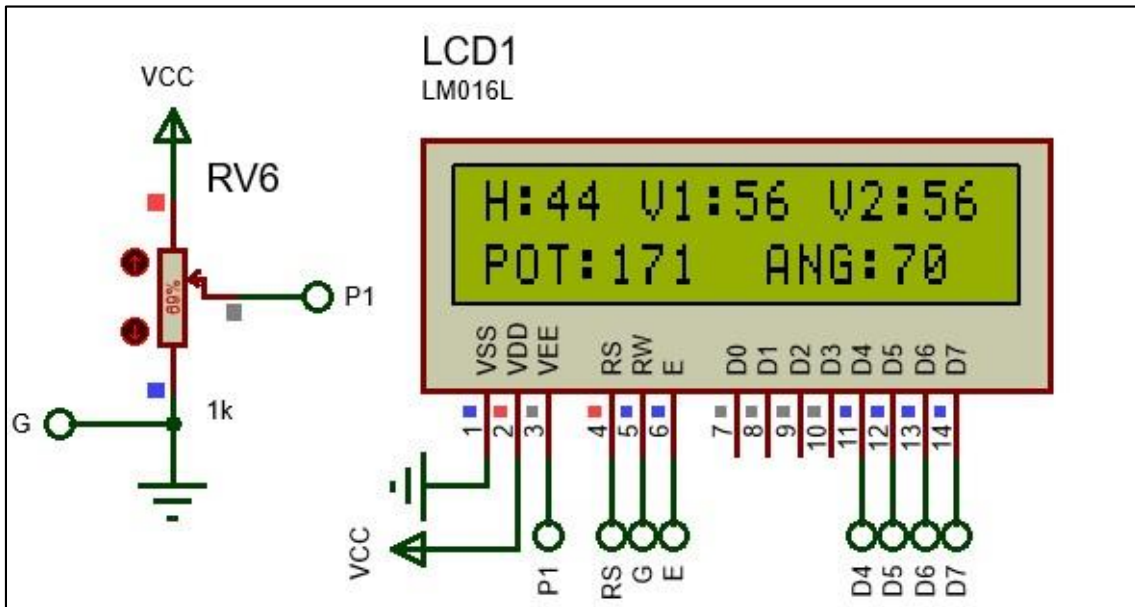 LCD1
LM016L
VCC
RV6
H:44 V1:56 V2:56
POT:171 ANG:70
69%
P1
G
1k
VSS
VDD
VEE
RS
RW
E
D0
D1
D2
D3
D4
D5
D6
D7
1
2
3
4
5
6
7
8
9
10
11
12
13
14
VCC
P1
RS
G
E
D4
D5
D6
D7